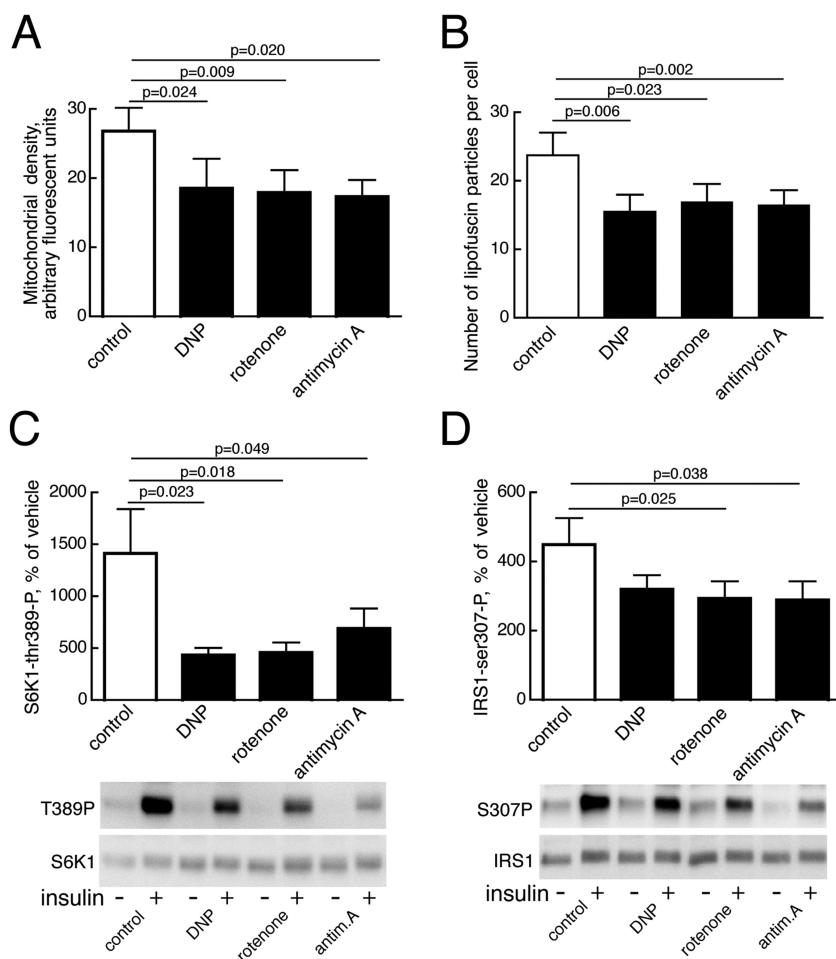 A
p=0.020
p=0.009
p=0.024
Mitochondrial density,
arbitrary fluorescent units
30
20
10
0
control
DNP
rotenone
antimycin A
B
p=0.002
p=0.023
p=0.006
Number of lipofuscin particles per cell
30
20
10
0
control
DNP
rotenone
antimycin A
C
p=0.049
p=0.018
p=0.023
S6K1-thr389-P, % of vehicle
2000
1500
1000
500
0
control
DNP
rotenone
antimycin A
T389P
S6K1
insulin - + - + - + - +
control
DNP
rotenone
antim.A
D
p=0.038
p=0.025
IRS1-ser307-P, % of vehicle
600
400
200
0
control
DNP
rotenone
antimycin A
S307P
IRS1
insulin - + - + - + - +
control
DNP
rotenone
antim.A